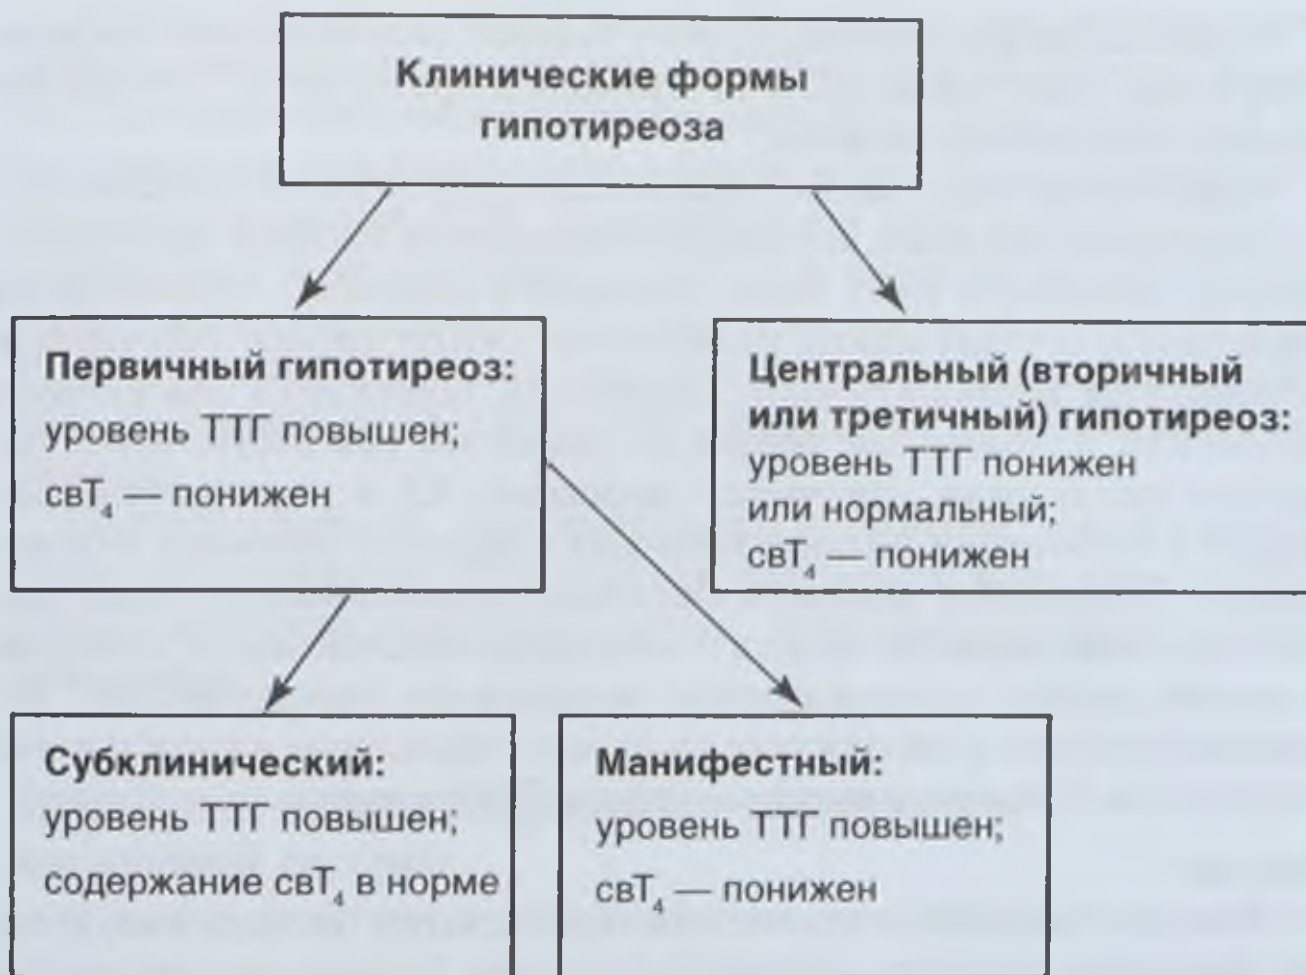 Клинические формы
гипотиреоза
Первичный гипотиреоз:
уровень ТТГ повышен;
свТ₄ — понижен
Центральный (вторичный
или третичный) гипотиреоз:
уровень ТТГ понижен
или нормальный;
свТ₄ — понижен
Субклинический:
уровень ТТГ повышен;
содержание свТ₄ в норме
Манифестный:
уровень ТТГ повышен;
свТ₄ — понижен